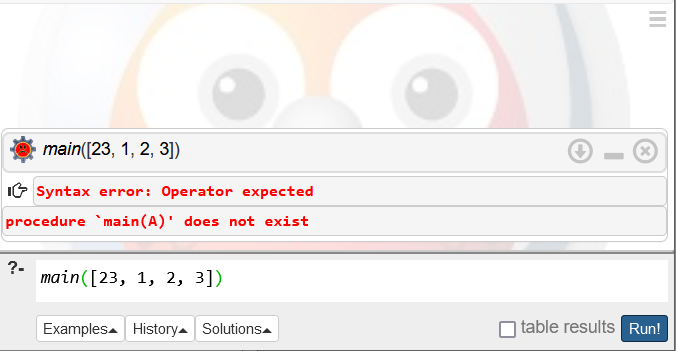 main([23, 1, 2, 3])
Syntax error: Operator expected
procedure `main(A)' does not exist
?- main([23, 1, 2, 3])
Examples History Solutions table results Run!